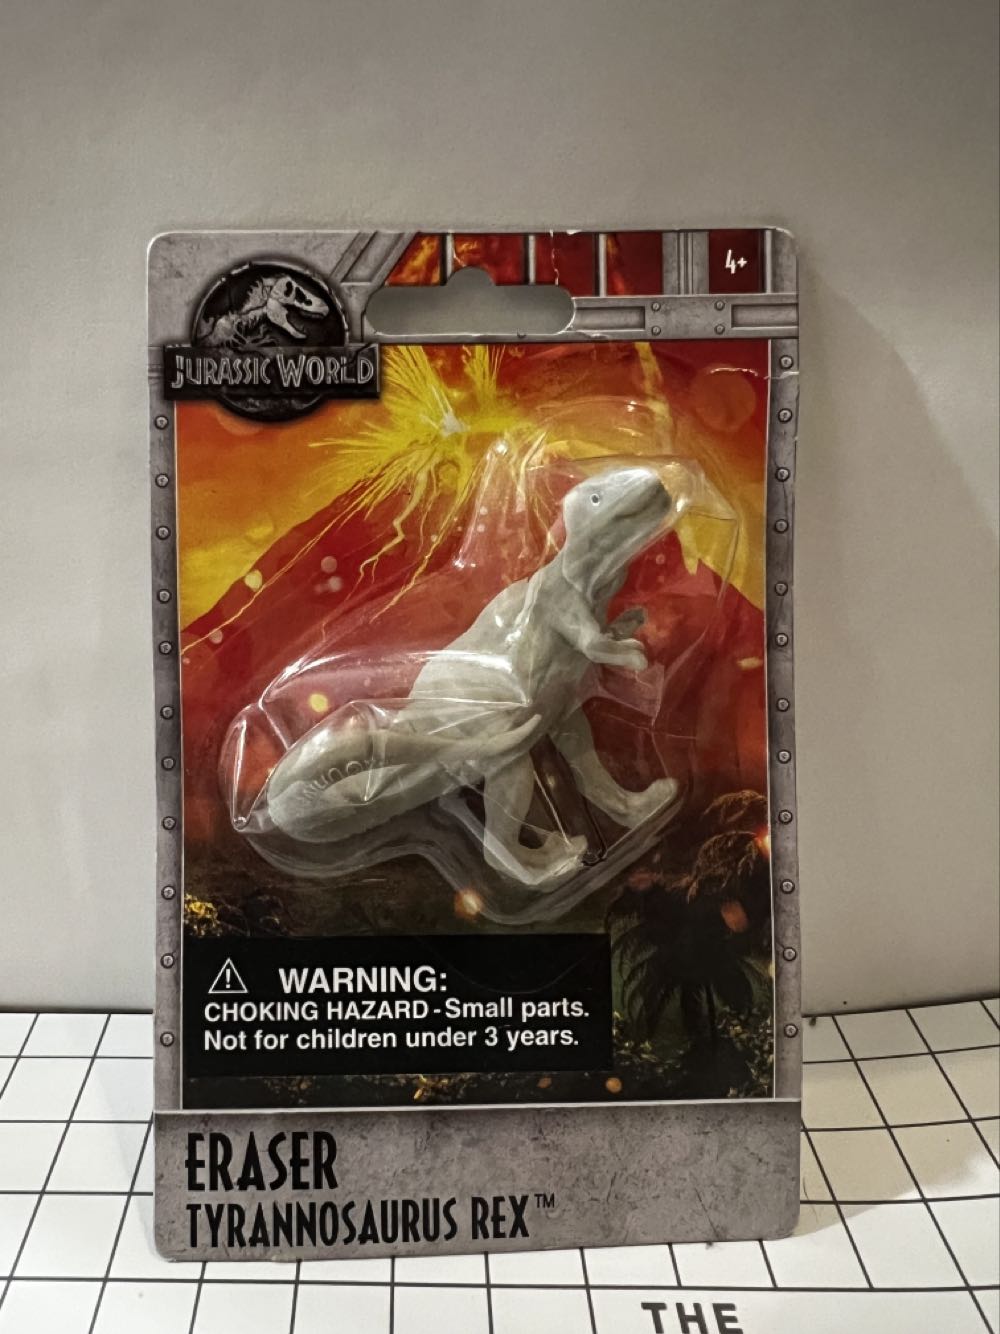 4+
JURASSIC WORLD
WARNING:
CHOKING HAZARD - Small parts.
Not for children under 3 years.
ERASER
TYRANNOSAURUS REX™
THE